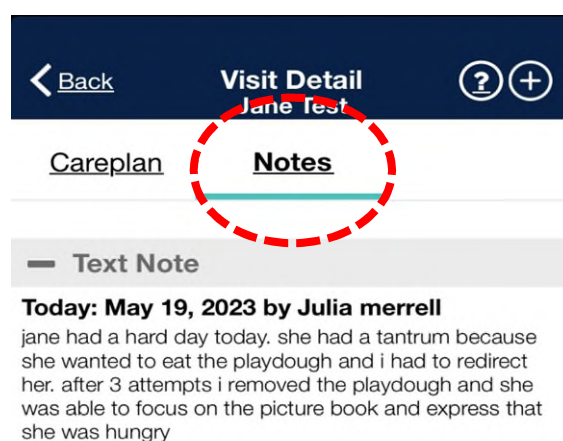 Back
Visit Detail
?
+
Jane Test
Careplan
Notes
Text Note
Today: May 19, 2023 by Julia merrell
jane had a hard day today. she had a tantrum because
she wanted to eat the playdough and i had to redirect
her. after 3 attempts i removed the playdough and she
was able to focus on the picture book and express that
she was hungry